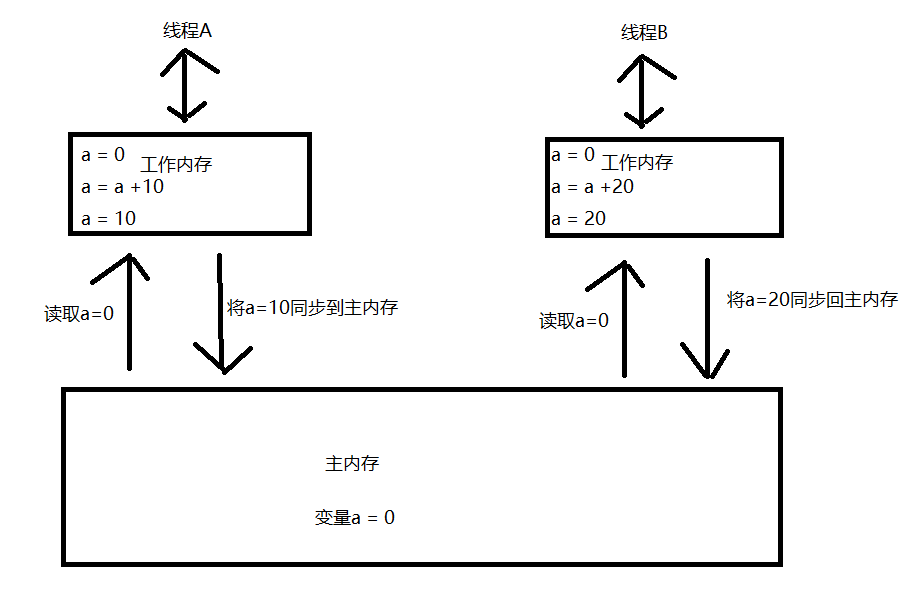 线程A
线程B
a = 0
工作内存
a = a +10
a = 10
a = 0
工作内存
a = a +20
a = 20
读取a=0
将a=10同步到主内存
读取a=0
将a=20同步回主内存
主内存
变量a = 0